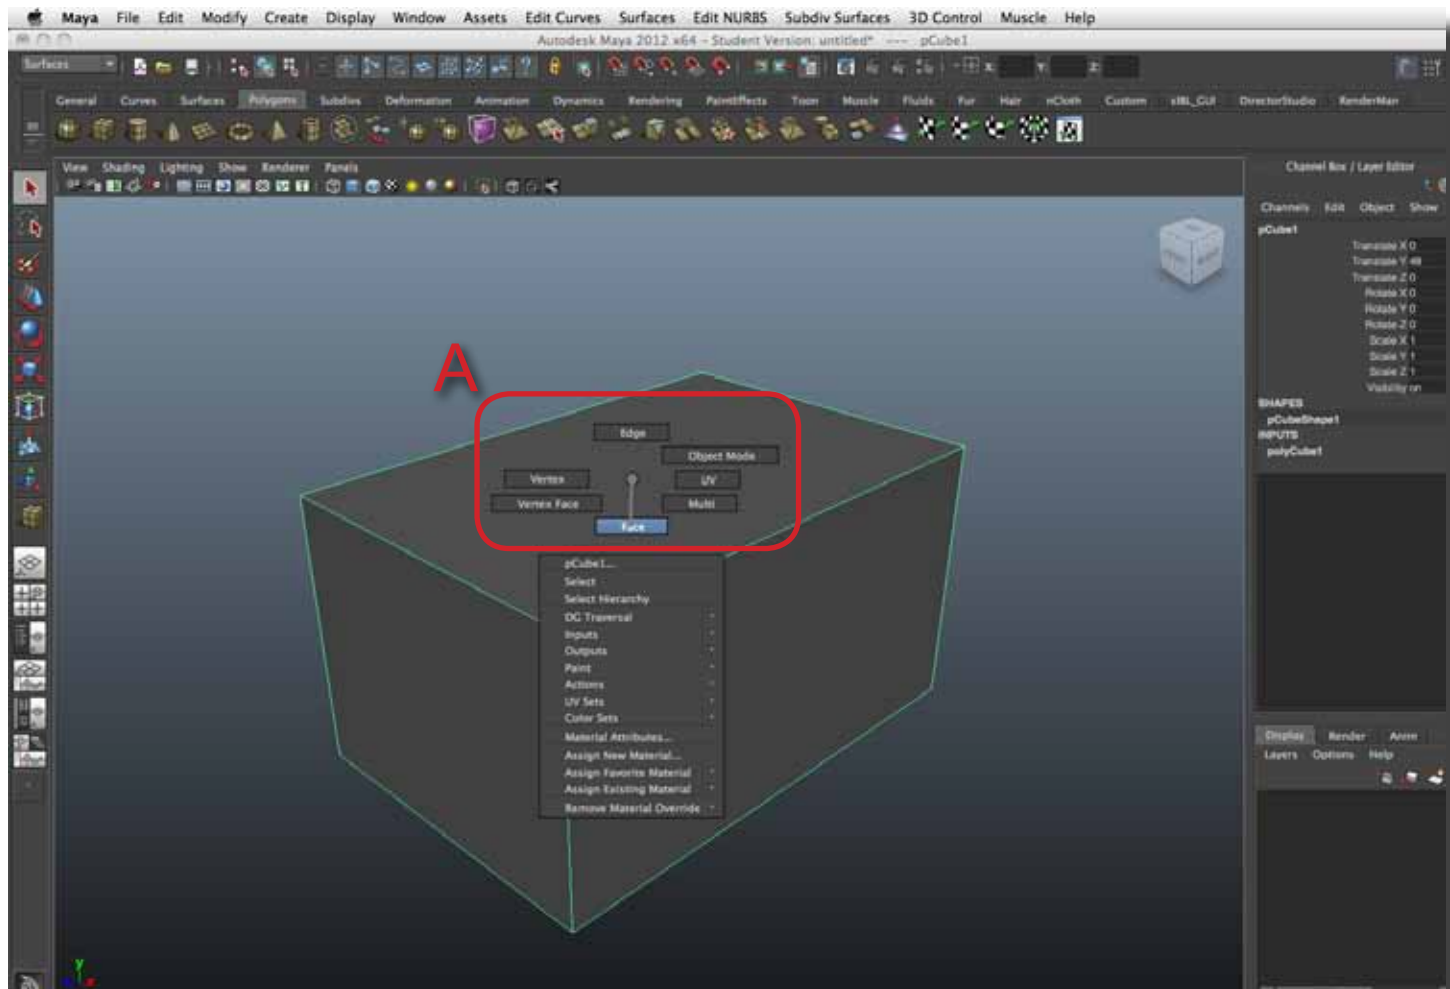 Maya File Edit Modify Create Display Window Assets Edit Curves Surfaces Edit NURBS Subdiv Surfaces 3D Control Muscle Help
Autodesk Maya 2012 x64 - Student Version: untitled* --- pCube1
Surfaces X: Y: Z:
General Curves Surfaces Polygons Subdivs Deformation Animation Dynamics Rendering PaintEffects Toon Muscle Fluids Fur Hair nCloth Custom xIBL_GUI DirectorStudio RenderMan
View Shading Lighting Show Renderer Panels
Channel Box / Layer Editor
Channels Edit Object Show
pCube1
Translate X 0
Translate Y 49
Translate Z 0
Rotate X 0
Rotate Y 0
Rotate Z 0
Scale X 1
Scale Y 1
Scale Z 1
Visibility on
SHAPES
pCubeShape1
INPUTS
polyCube1
A
Edge
Object Mode
Vertex UV
Vertex Face Multi
Face
pCube1...
Select
Select Hierarchy
DG Traversal
Inputs
Outputs
Paint
Actions
UV Sets
Color Sets
Material Attributes...
Assign New Material...
Assign Favorite Material
Assign Existing Material
Remove Material Override
Display Render Anim
Layers Options Help
y